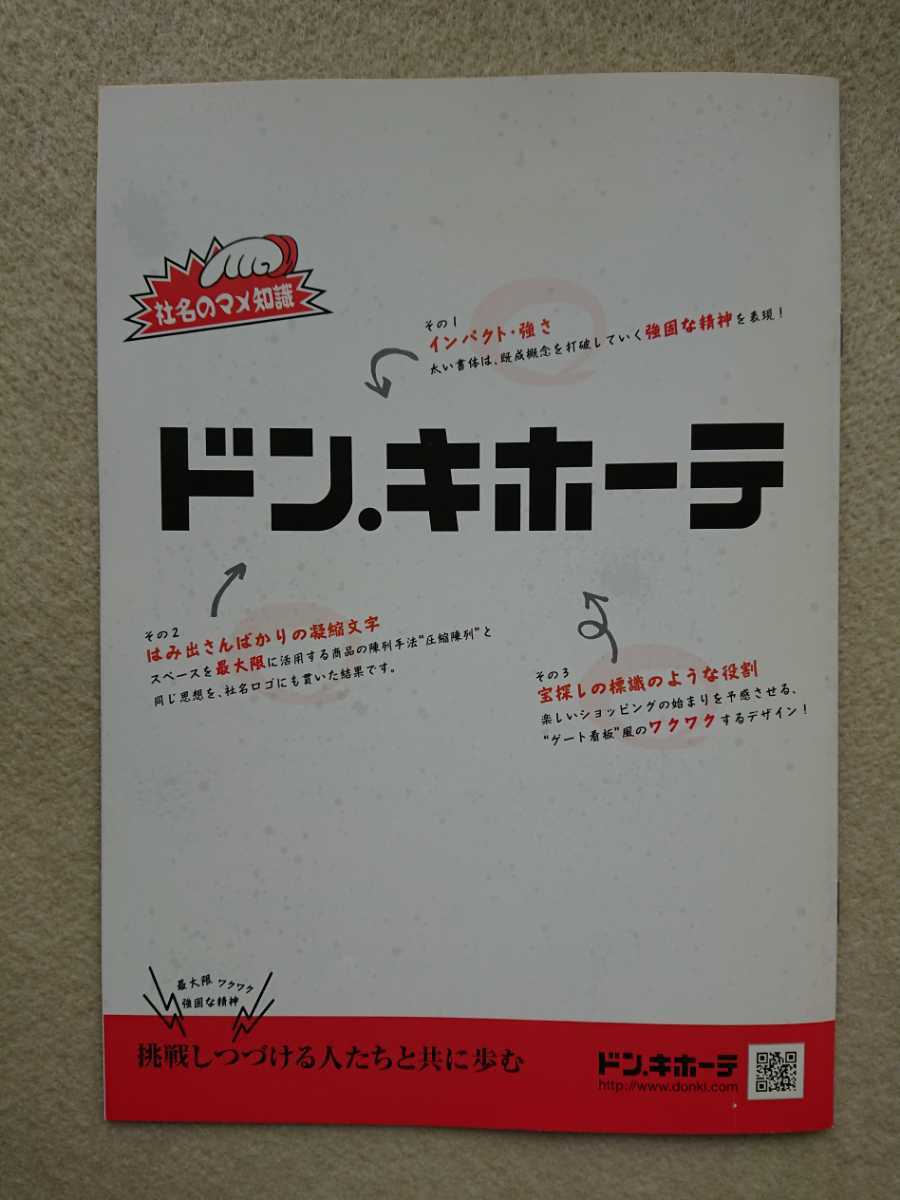 社名のマメ知識
その1
インパクト・強さ
太い書体は、既成概念を打破していく強固な精神を表現！
ドン.キホーテ
その2
はみ出さんばかりの凝縮文字
スペースを最大限に活用する商品の陳列手法"圧縮陳列"と
同じ思想を、社名ロゴにも貫いた結果です。
その3
宝探しの標識のような役割
楽しいショッピングの始まりを予感させる、
"ゲート看板"風のワクワクするデザイン！
最大限 ワクワク
強固な精神
挑戦しつづける人たちと共に歩む
ドン.キホーテ
http://www.donki.com